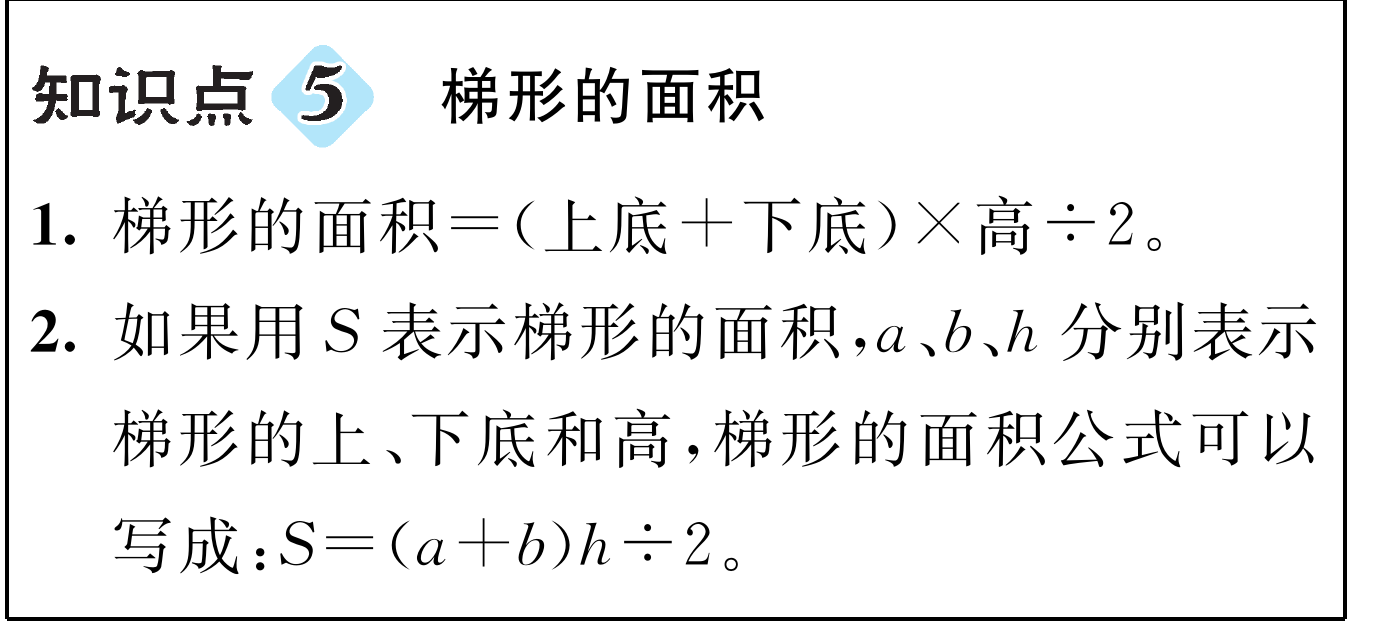 知识点 5 梯形的面积
1. 梯形的面积=(上底+下底)×高÷2。
2. 如果用 S 表示梯形的面积,a、b、h 分别表示
梯形的上、下底和高,梯形的面积公式可以
写成:S=(a+b)h÷2。